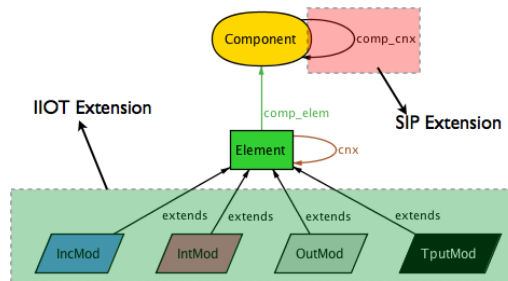 Component
comp_cnx
IIOT Extension
comp_elem
SIP Extension
Element
cnx
extends
extends
extends
extends
IncMod
IntMod
OutMod
TputMod